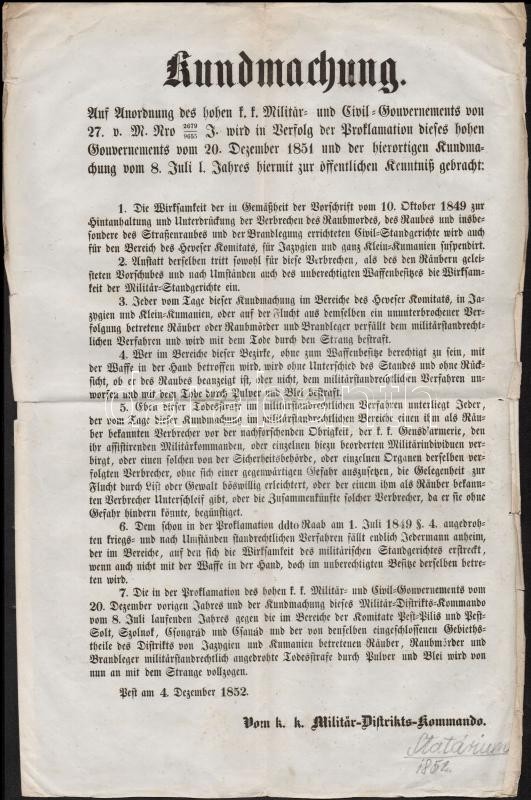 Kundmachung.
Auf Anordnung des hohen k. k. Militär- und Civil-Gouvernements von
27. v. M. Nro 2679/9655 J. wird in Verfolg der Proklamation dieses hohen
Gouvernements vom 20. Dezember 1851 und der hierortigen Kundma-
chung vom 8. Juli l. Jahres hiermit zur öffentlichen Kenntniß gebracht:
1. Die Wirksamkeit der in Gemäßheit der Vorschrift vom 10. Oktober 1849 zur
Hintanhaltung und Unterdrückung der Verbrechen des Raubmordes, des Raubes und insbe-
sondere des Straßenraubes und der Brandlegung errichteten Civil-Standgerichte wird auch
für den Bereich des Heveser Komitats, für Jazygien und ganz Klein-Kumanien suspendirt.
2. Anstatt derselben tritt sowohl für diese Verbrechen, als des den Räubern gelei-
steten Vorschubes und nach Umständen auch des unberechtigten Waffenbesitzes die Wirksam-
keit der Militär-Standgerichte ein.
3. Jeder vom Tage dieser Kundmachung im Bereiche des Heveser Komitats, in Ja-
zygien und Klein-Kumanien, oder auf der Flucht aus demselben ein ununterbrochener Ver-
folgung betretene Räuber oder Raubmörder und Brandleger verfällt dem militärstandrecht-
lichen Verfahren und wird mit dem Tode durch den Strang bestraft.
4. Wer im Bereiche dieser Bezirke, ohne zum Waffenbesitze berechtigt zu sein, mit
der Waffe in der Hand betroffen wird, wird ohne Unterschied des Standes und ohne Rück-
sicht, ob er des Raubes beanzeigt ist, oder nicht, dem militärstandrechtlichen Verfahren un-
worfen und mit dem Tode durch Pulver und Blei bestraft.
5. Eben dieser Todesstrafe im militärstandrechtlichen Verfahren unterliegt Jeder,
der vom Tage dieser Kundmachung im militärstandrechtlichen Bereiche einen ihm als Räu-
ber bekannten Verbrecher vor der nachforschenden Obrigkeit, der k. k. Gensd'armerie, den
ihr assistirenden Militärkommanden, oder einzelnen hiezu beorderten Militärindividuen ver-
birgt, oder einen solchen von der Sicherheitsbehörde, oder einzelnen Organen derselben ver-
folgten Verbrecher, ohne sich einer gegenwärtigen Gefahr auszusetzen, die Gelegenheit zur
Flucht durch List oder Gewalt böswillig erleichtert, oder der einem ihm als Räuber bekann-
ten Verbrecher Unterschleif gibt, oder die Zusammenkünfte solcher Verbrecher, da er sie ohne
Gefahr hindern könnte, begünstiget.
6. Dem schon in der Proklamation ddto Raab am 1. Juli 1849 §. 4. angedroh-
ten kriegs- und nach Umständen standrechtlichen Verfahren fällt endlich Jedermann anheim,
der im Bereiche, auf den sich die Wirksamkeit des militärischen Standgerichtes erstreckt,
wenn auch nicht mit der Waffe in der Hand, doch im unberechtigten Besitze derselben betre-
ten wird.
7. Die in der Proklamation des hohen k. k. Militär- und Civil-Gouvernements vom
20. Dezember vorigen Jahres und der Kundmachung dieses Militär-Distrikts-Kommando
vom 8. Juli laufenden Jahres gegen die im Bereiche der Komitate Pest-Pilis und Pest-
Solt, Szolnok, Csongrád und Csanád und der von denselben eingeschlossenen Gebiets-
theile des Distrikts von Jazygien und Kumanien betretenen Räuber, Raubmörder und
Brandleger militärstandrechtlich angedrohte Todesstrafe durch Pulver und Blei wird von
nun an mit dem Strange vollzogen.
Pest am 4. Dezember 1852.
Vom k. k. Militär-Distrikts-Kommando.
Statárium
1852.